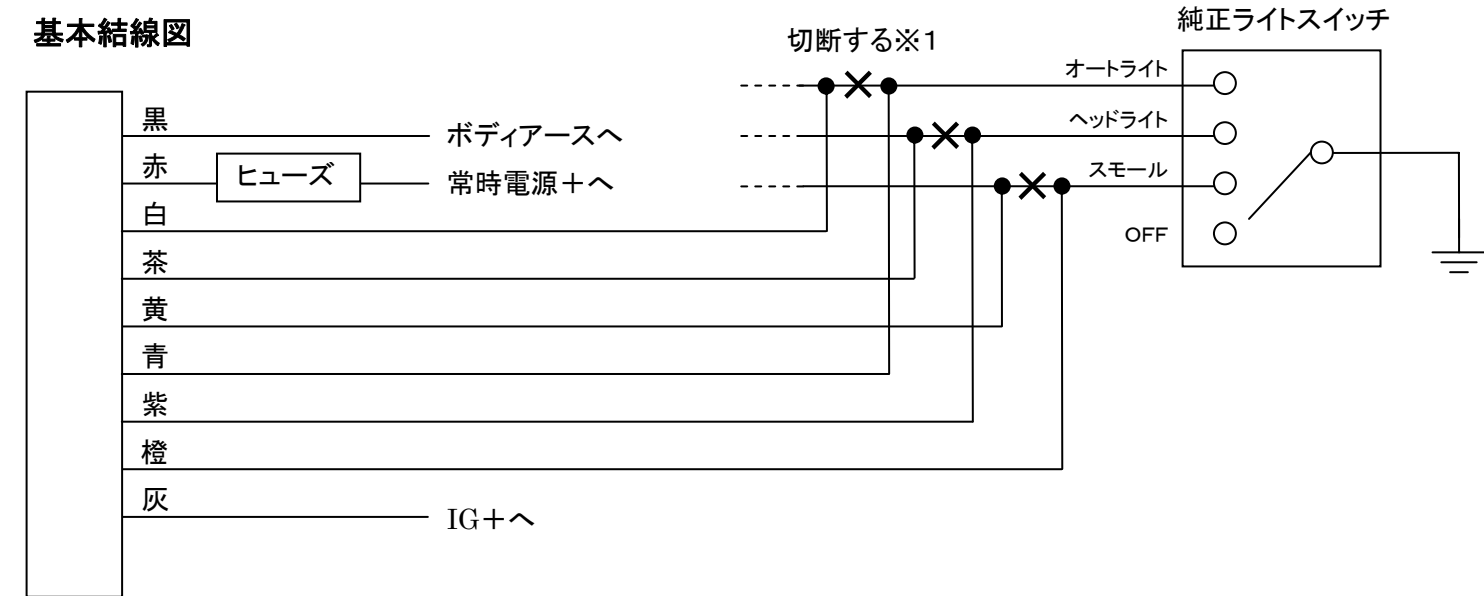 基本結線図
切断する※1
純正ライトスイッチ
オートライト
ヘッドライト
スモール
OFF
黒
ボディアースへ
赤
ヒューズ
常時電源+へ
白
茶
黄
青
紫
橙
灰
IG+へ